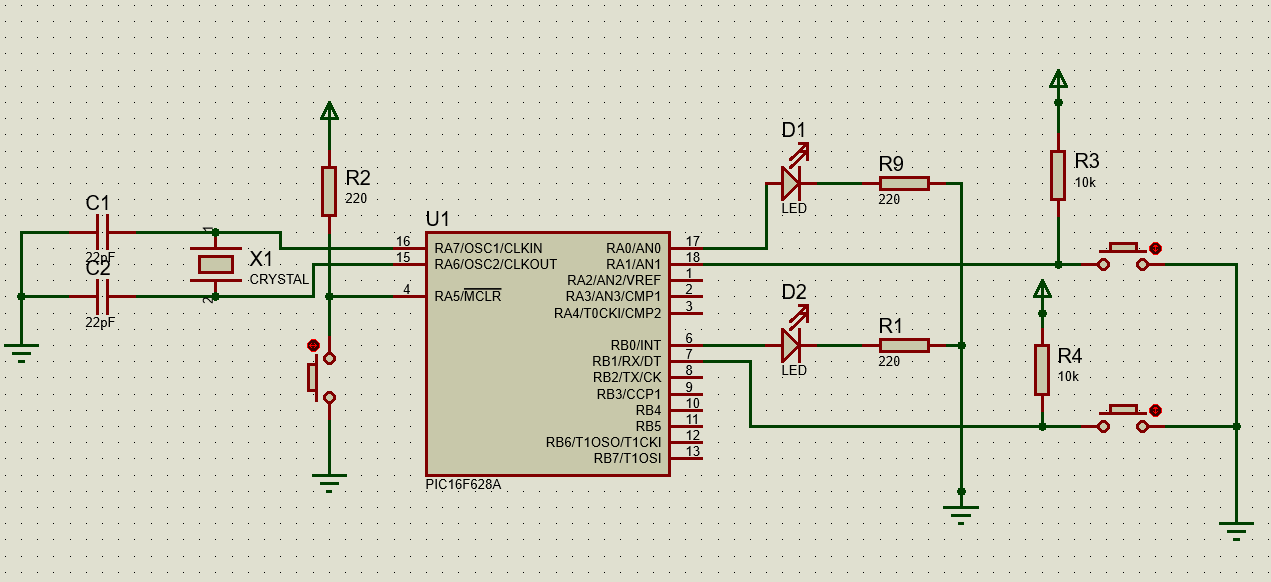 C1
22pF
C2
22pF
1
X1
CRYSTAL
2
R2
220
U1
16
RA7/OSC1/CLKIN
15
RA6/OSC2/CLKOUT
4
RA5/MCLR
RA0/AN0
17
RA1/AN1
18
RA2/AN2/VREF
1
RA3/AN3/CMP1
2
RA4/T0CKI/CMP2
3
RB0/INT
6
RB1/RX/DT
7
RB2/TX/CK
8
RB3/CCP1
9
RB4
10
RB5
11
RB6/T1OSO/T1CKI
12
RB7/T1OSI
13
PIC16F628A
D1
LED
R9
220
D2
LED
R1
220
R3
10k
R4
10k